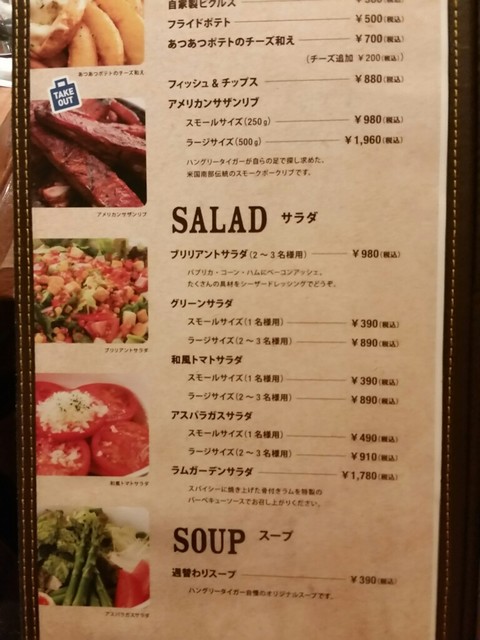 自家製ピクルス
フライドポテト ¥500(税込)
あつあつポテトのチーズ和え ¥700(税込)
(チーズ追加 ¥200(税込))
あつあつポテトのチーズ和え
フィッシュ&チップス ¥880(税込)
TAKE
OUT
アメリカンサザンリブ
スモールサイズ(250g) ¥980(税込)
ラージサイズ(500g) ¥1,960(税込)
ハングリータイガーが自らの足で探し求めた。
米国南部伝統のスモークポークリブです。
アメリカンサザンリブ
SALAD サラダ
ブリリアントサラダ(2〜3名様用) ¥980(税込)
パプリカ・コーン・ハムにベーコンアッシェ。
たくさんの具材をシーザードレッシングでどうぞ。
ブリリアントサラダ
グリーンサラダ
スモールサイズ(1名様用) ¥390(税込)
ラージサイズ(2〜3名様用) ¥890(税込)
和風トマトサラダ
スモールサイズ(1名様用) ¥390(税込)
ラージサイズ(2〜3名様用) ¥890(税込)
和風トマトサラダ
アスパラガスサラダ
スモールサイズ(1名様用) ¥490(税込)
ラージサイズ(2〜3名様用) ¥910(税込)
ラムガーデンサラダ ¥1,780(税込)
スパイシーに焼き上げた骨付きラムを特製の
バーベキューソースでお召し上がりください。
SOUP スープ
週替わりスープ ¥390(税込)
ハングリータイガー自慢のオリジナルスープです。
アスパラガスサラダ